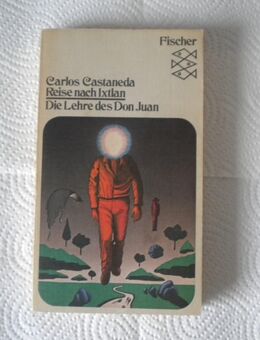 Fischer
Carlos Castaneda
Reise nach Ixtlan
Die Lehre des Don Juan